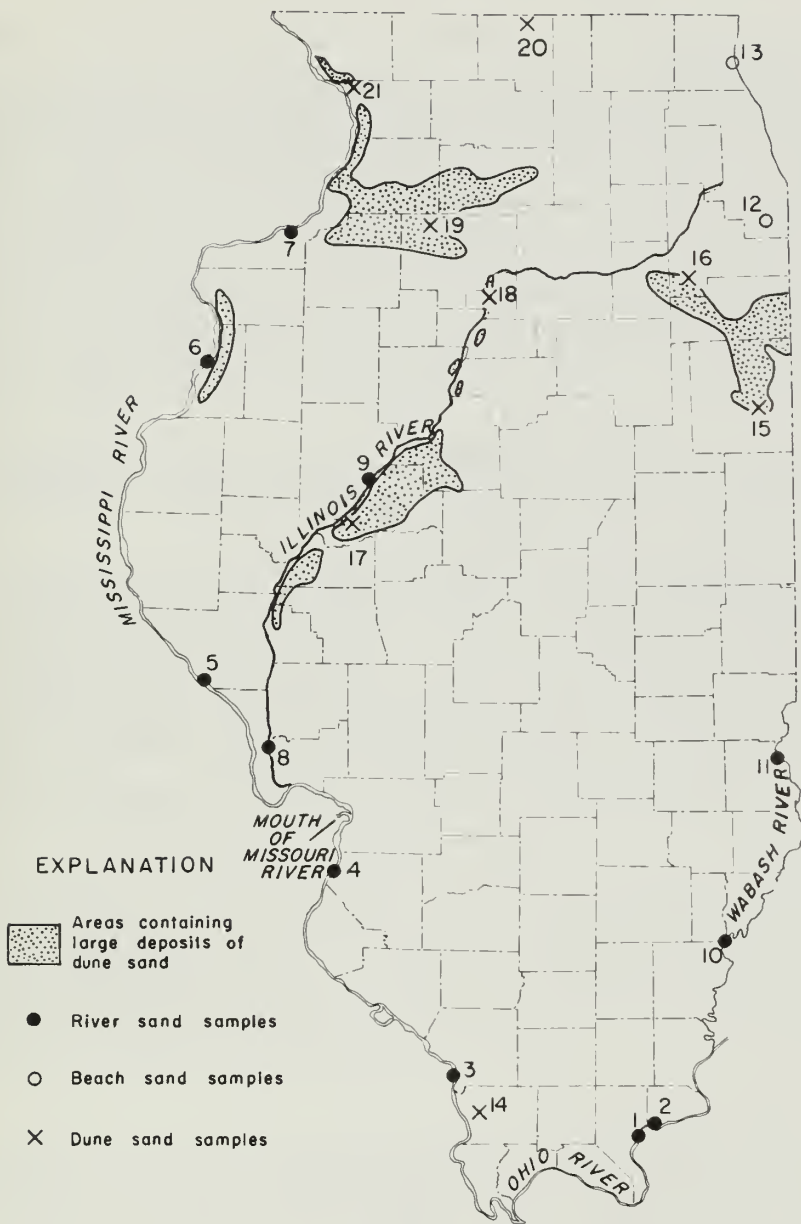 20
13
21
12
19
7
16
18
6
15
MISSISSIPPI RIVER
ILLINOIS RIVER
9
17
5
8
11
MOUTH
OF
MISSOURI
RIVER
4
WABASH RIVER
10
EXPLANATION
Areas containing
large deposits of
dune sand
River sand samples
Beach sand samples
Dune sand samples
3
14
1
2
OHIO RIVER